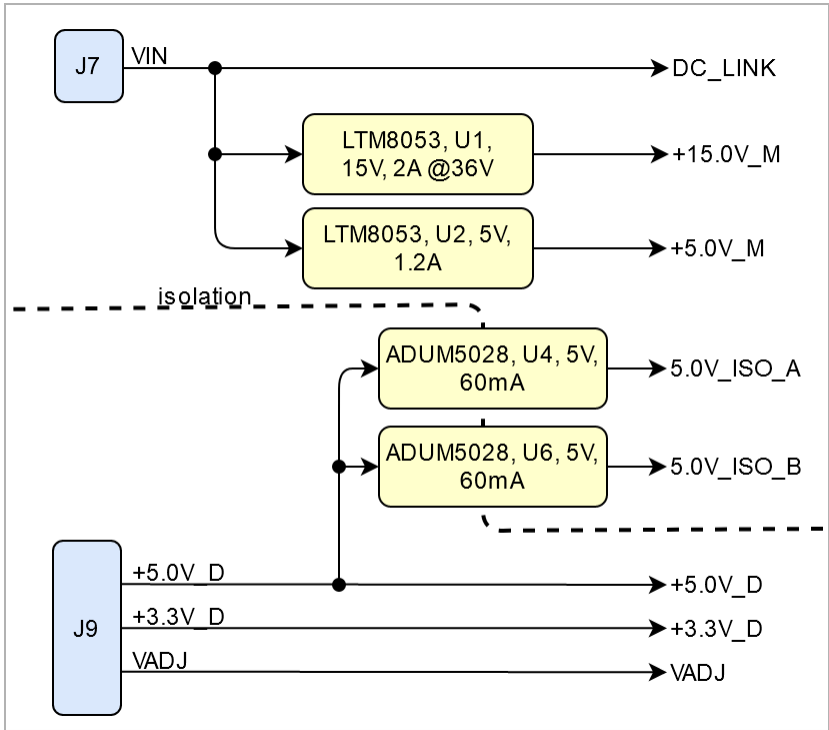 J7
VIN
DC_LINK
LTM8053, U1,
15V, 2A @36V
+15.0V_M
LTM8053, U2, 5V,
1.2A
+5.0V_M
isolation
ADUM5028, U4, 5V,
60mA
5.0V_ISO_A
ADUM5028, U6, 5V,
60mA
5.0V_ISO_B
J9
+5.0V_D
+5.0V_D
+3.3V_D
+3.3V_D
VADJ
VADJ